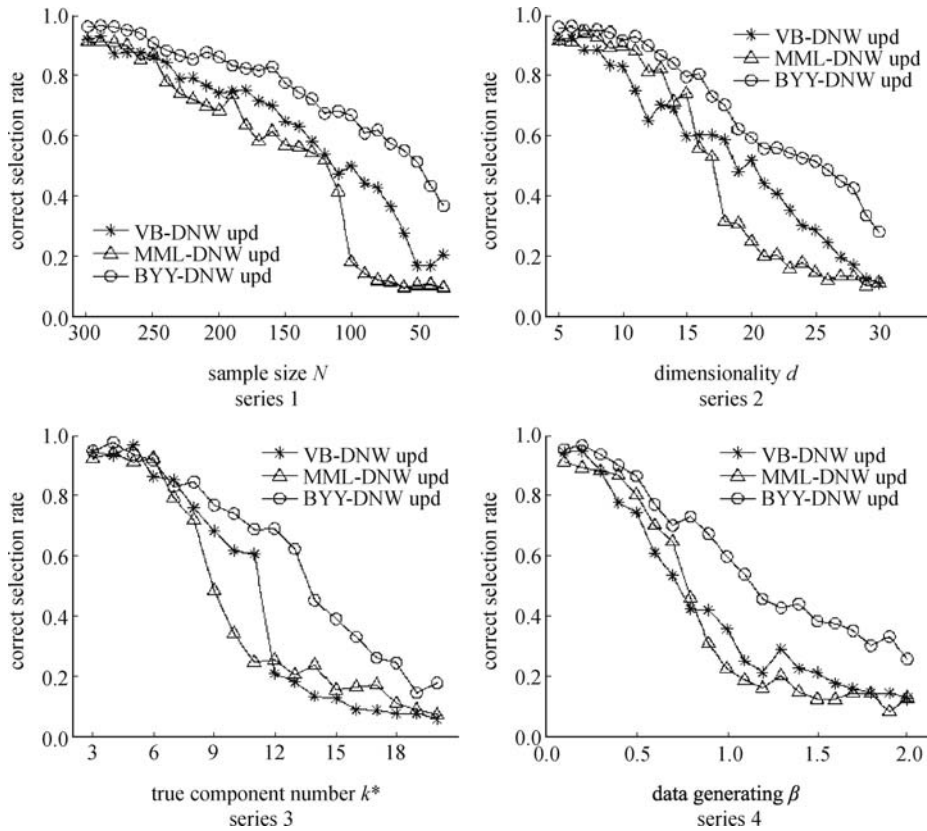 1.0
0.8
0.6
0.4
0.2
0.0
correct selection rate
VB-DNW upd
MML-DNW upd
BYY-DNW upd
300 250 200 150 100 50
sample size N
series 1
1.0
0.8
0.6
0.4
0.2
0.0
correct selection rate
VB-DNW upd
MML-DNW upd
BYY-DNW upd
5 10 15 20 25 30
dimensionality d
series 2
1.0
0.8
0.6
0.4
0.2
0.0
correct selection rate
VB-DNW upd
MML-DNW upd
BYY-DNW upd
3 6 9 12 15 18
true component number k*
series 3
1.0
0.8
0.6
0.4
0.2
0.0
correct selection rate
VB-DNW upd
MML-DNW upd
BYY-DNW upd
0.0 0.5 1.0 1.5 2.0
data generating β
series 4